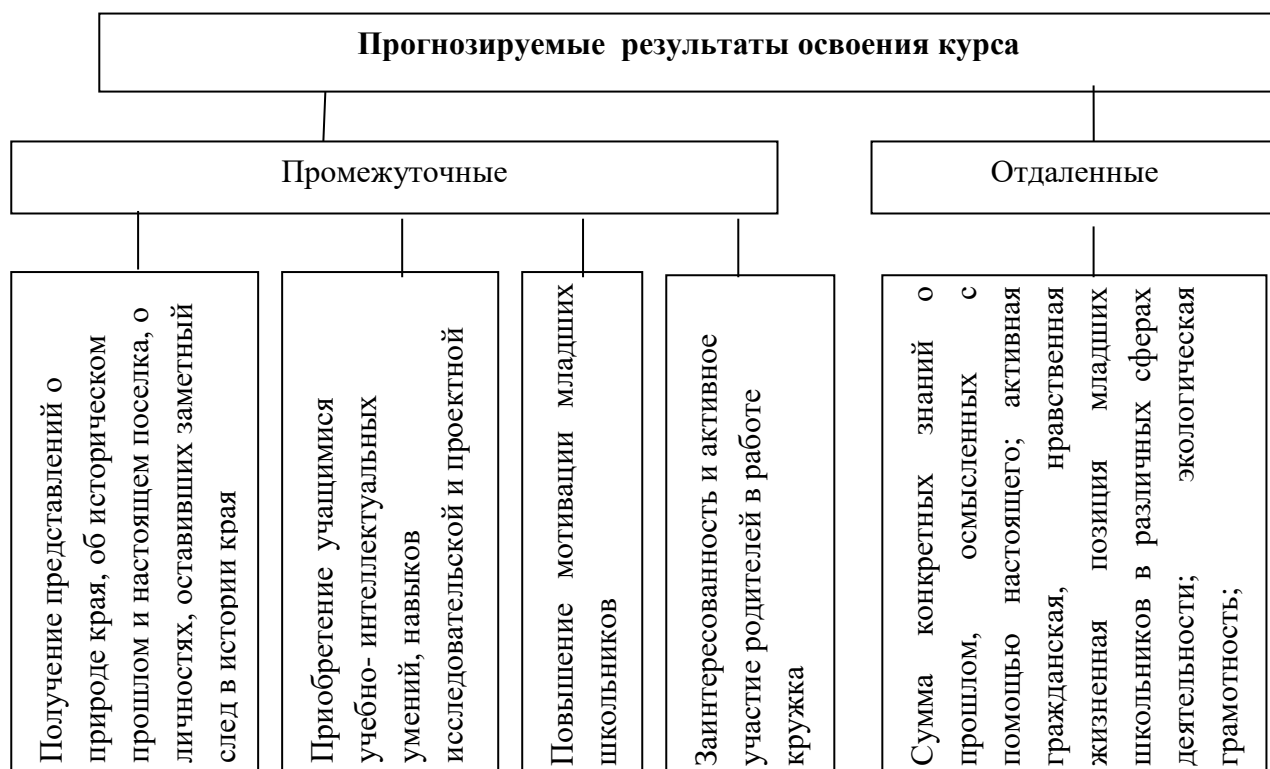 Прогнозируемые результаты освоения курса
Промежуточные
Отдаленные
Получение представлений о
природе края, об историческом
прошлом и настоящем поселка, о
личностях, оставивших заметный
след в истории края
Приобретение учащимися
учебно- интеллектуальных
умений, навыков
исследовательской и проектной
Повышение мотивации младших
школьников
Заинтересованность и активное
участие родителей в работе
кружка
Сумма конкретных знаний о
прошлом, осмысленных с
помощью настоящего; активная
гражданская, нравственная
жизненная позиция младших
школьников в различных сферах
деятельности; экологическая
грамотность;